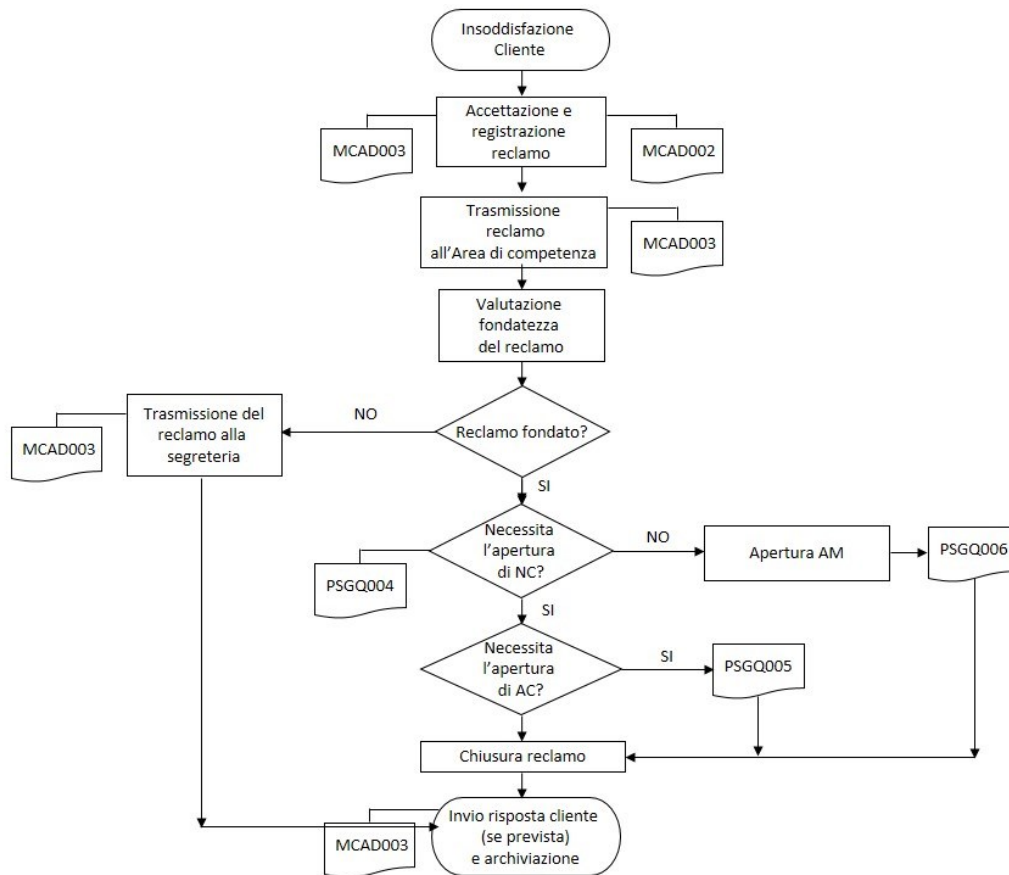 Insoddisfazione
Cliente
Accettazione e
registrazione
reclamo
MCAD003
MCAD002
Trasmissione
reclamo
all'Area di competenza
MCAD003
Valutazione
fondatezza
del reclamo
Reclamo fondato?
NO
Trasmissione del
reclamo alla
segreteria
MCAD003
SI
Necessita
l'apertura
di NC?
PSGQ004
NO
Apertura AM
PSGQ006
SI
Necessita
l'apertura
di AC?
SI
PSGQ005
Chiusura reclamo
Invio risposta cliente
(se prevista)
e archiviazione
MCAD003